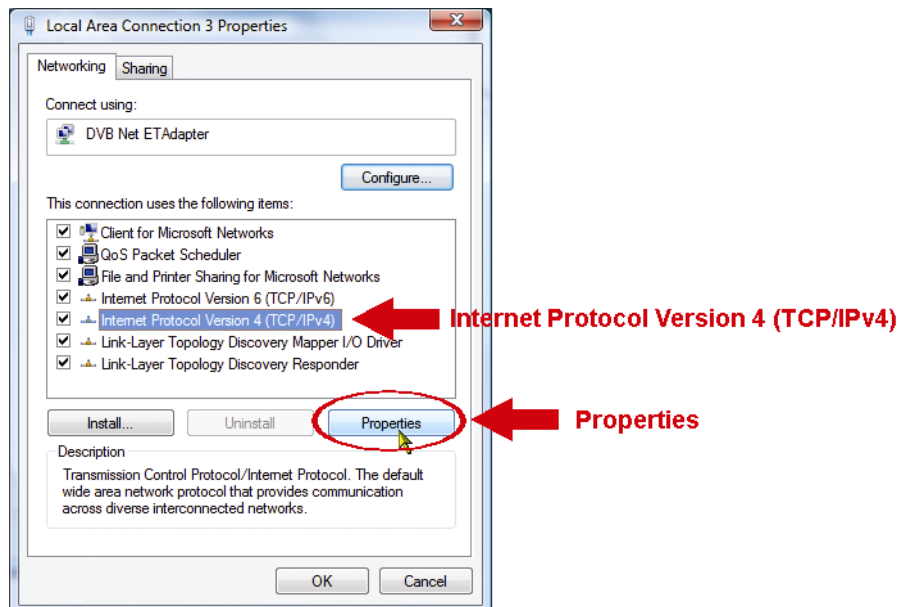 Local Area Connection 3 Properties
Networking
Sharing
Connect using:
DVB Net ETAdapter
Configure...
This connection uses the following items:
Client for Microsoft Networks
QoS Packet Scheduler
File and Printer Sharing for Microsoft Networks
Internet Protocol Version 6 (TCP/IPv6)
Internet Protocol Version 4 (TCP/IPv4)
Internet Protocol Version 4 (TCP/IPv4)
Link-Layer Topology Discovery Mapper I/O Driver
Link-Layer Topology Discovery Responder
Install...
Uninstall
Properties
Properties
Description
Transmission Control Protocol/Internet Protocol. The default
wide area network protocol that provides communication
across diverse interconnected networks.
OK
Cancel